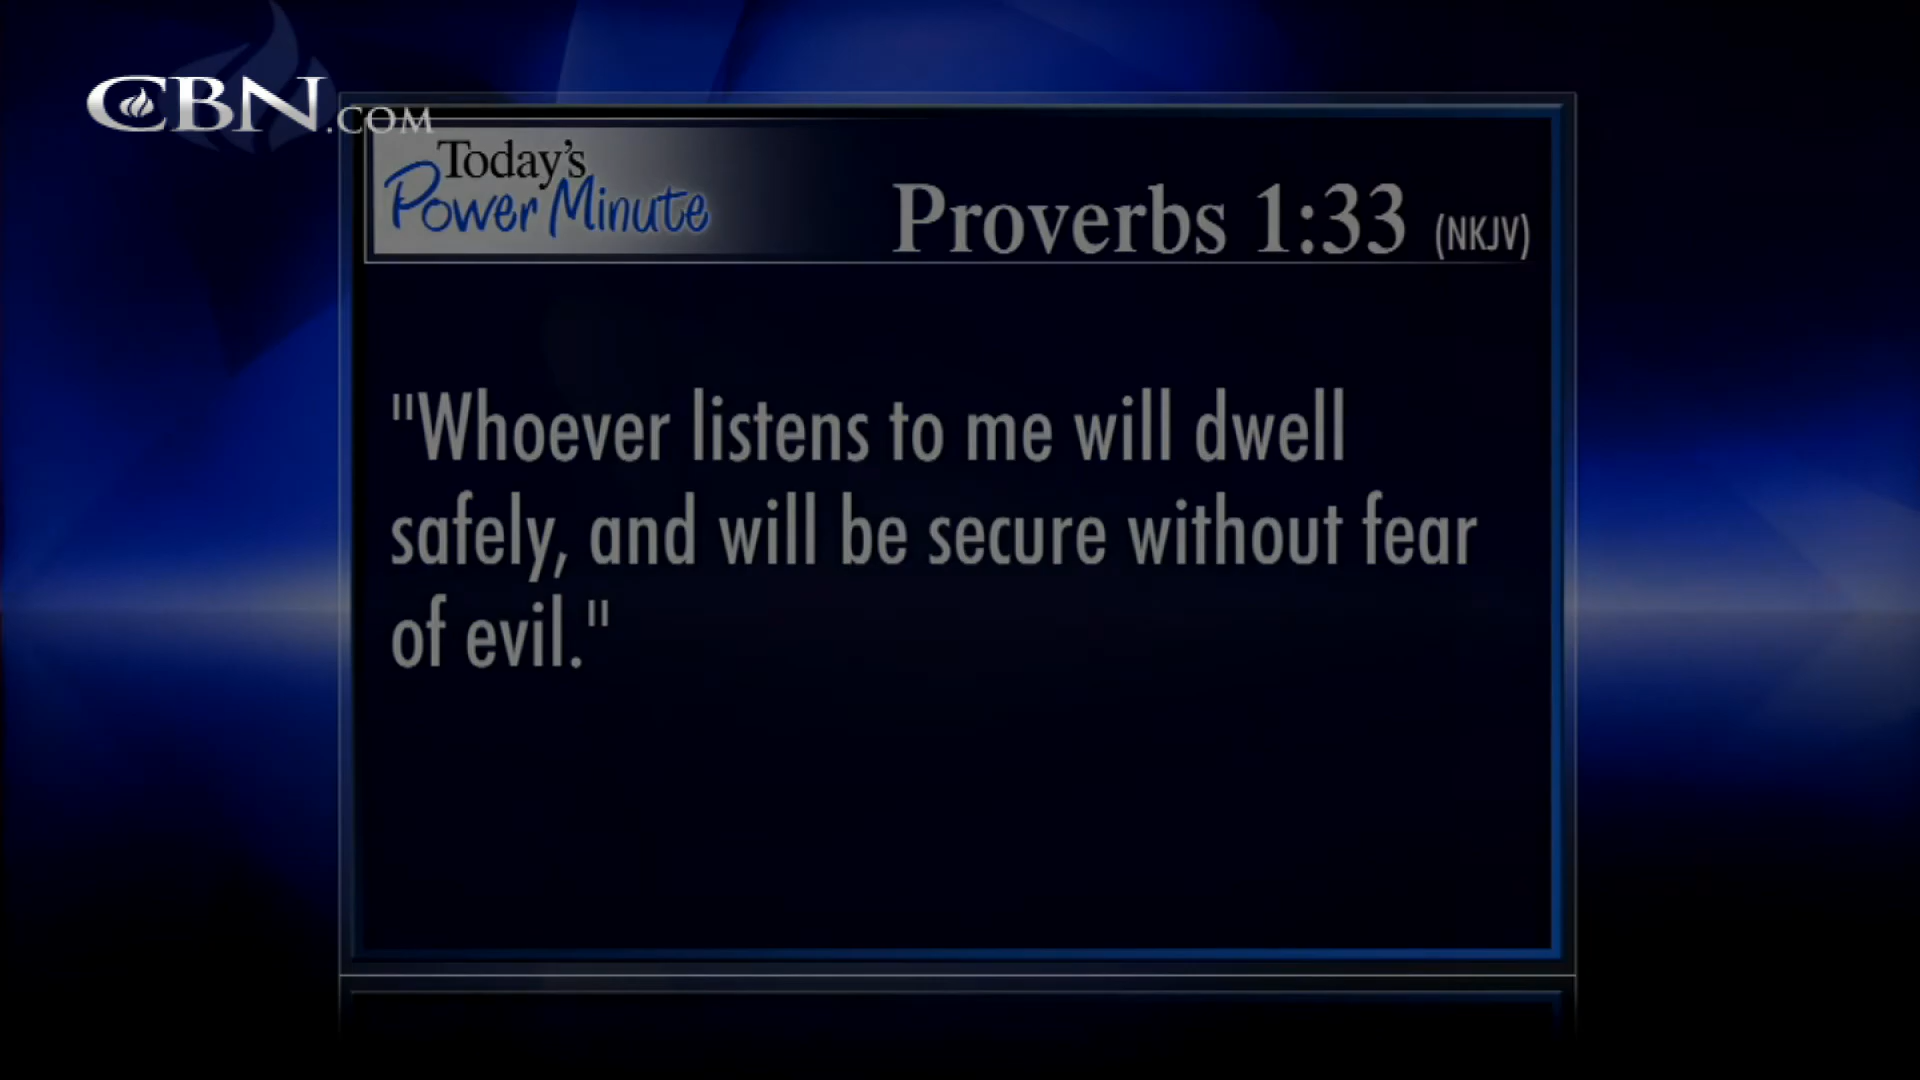 CBN.COM
Today's
Power Minute
Proverbs 1:33 (NKJV)
"Whoever listens to me will dwell
safely, and will be secure without fear
of evil."